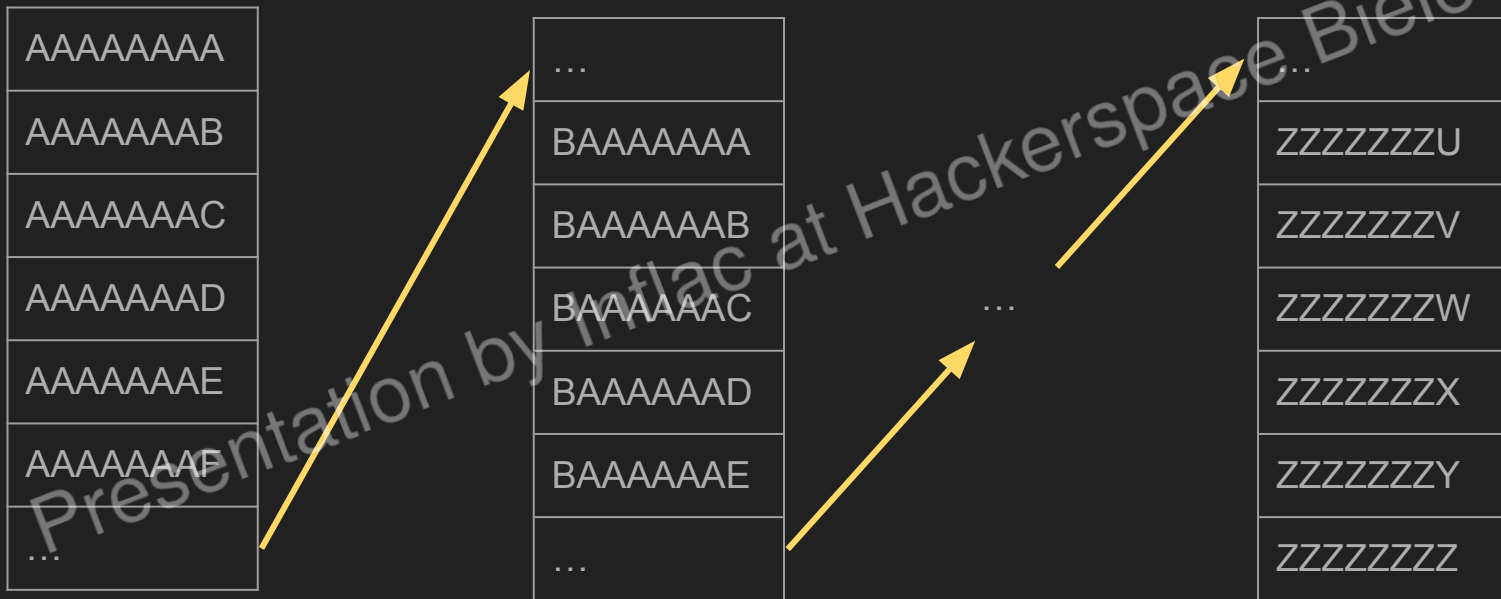 AAAAAAAA
AAAAAAAB
AAAAAAAC
AAAAAAAD
AAAAAAAE
AAAAAAAF
…
…
BAAAAAAA
BAAAAAAB
BAAAAAAC
BAAAAAAD
BAAAAAAE
…
…
…
ZZZZZZZU
ZZZZZZZV
ZZZZZZZW
ZZZZZZZX
ZZZZZZZY
ZZZZZZZZ
Presentation by Inflac at Hackerspace